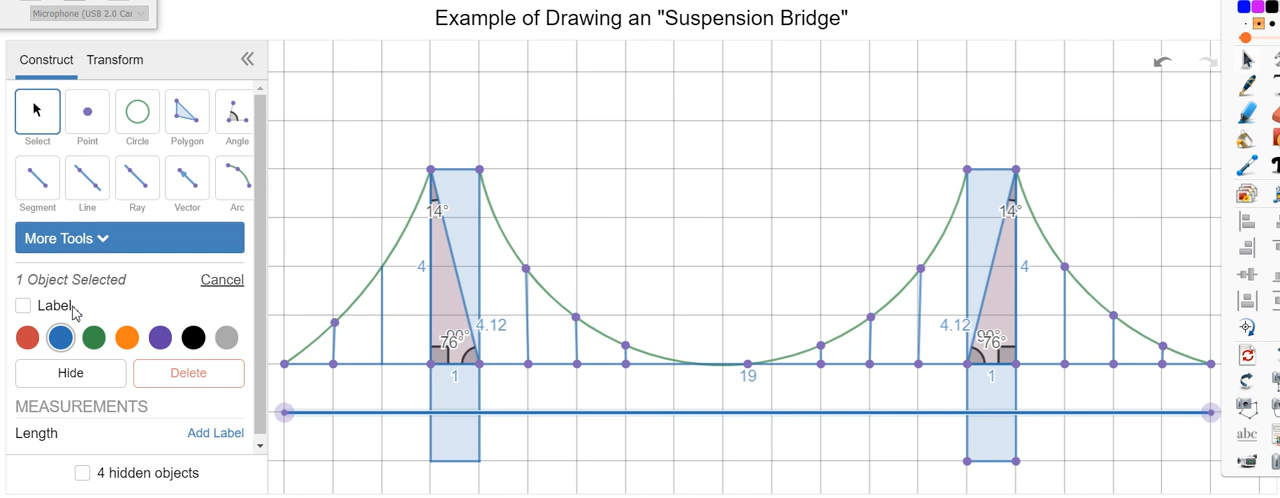 Microphone (USB 2.0 Car
Example of Drawing an "Suspension Bridge"
Construct Transform
Select Point Circle Polygon Angle
Segment Line Ray Vector Arc
More Tools
1 Object Selected Cancel
Label
Hide Delete
MEASUREMENTS
Length Add Label
4 hidden objects
14° 14°
4 4
4.12 4.12
90° 90°
76° 76°
1 19 1
abc